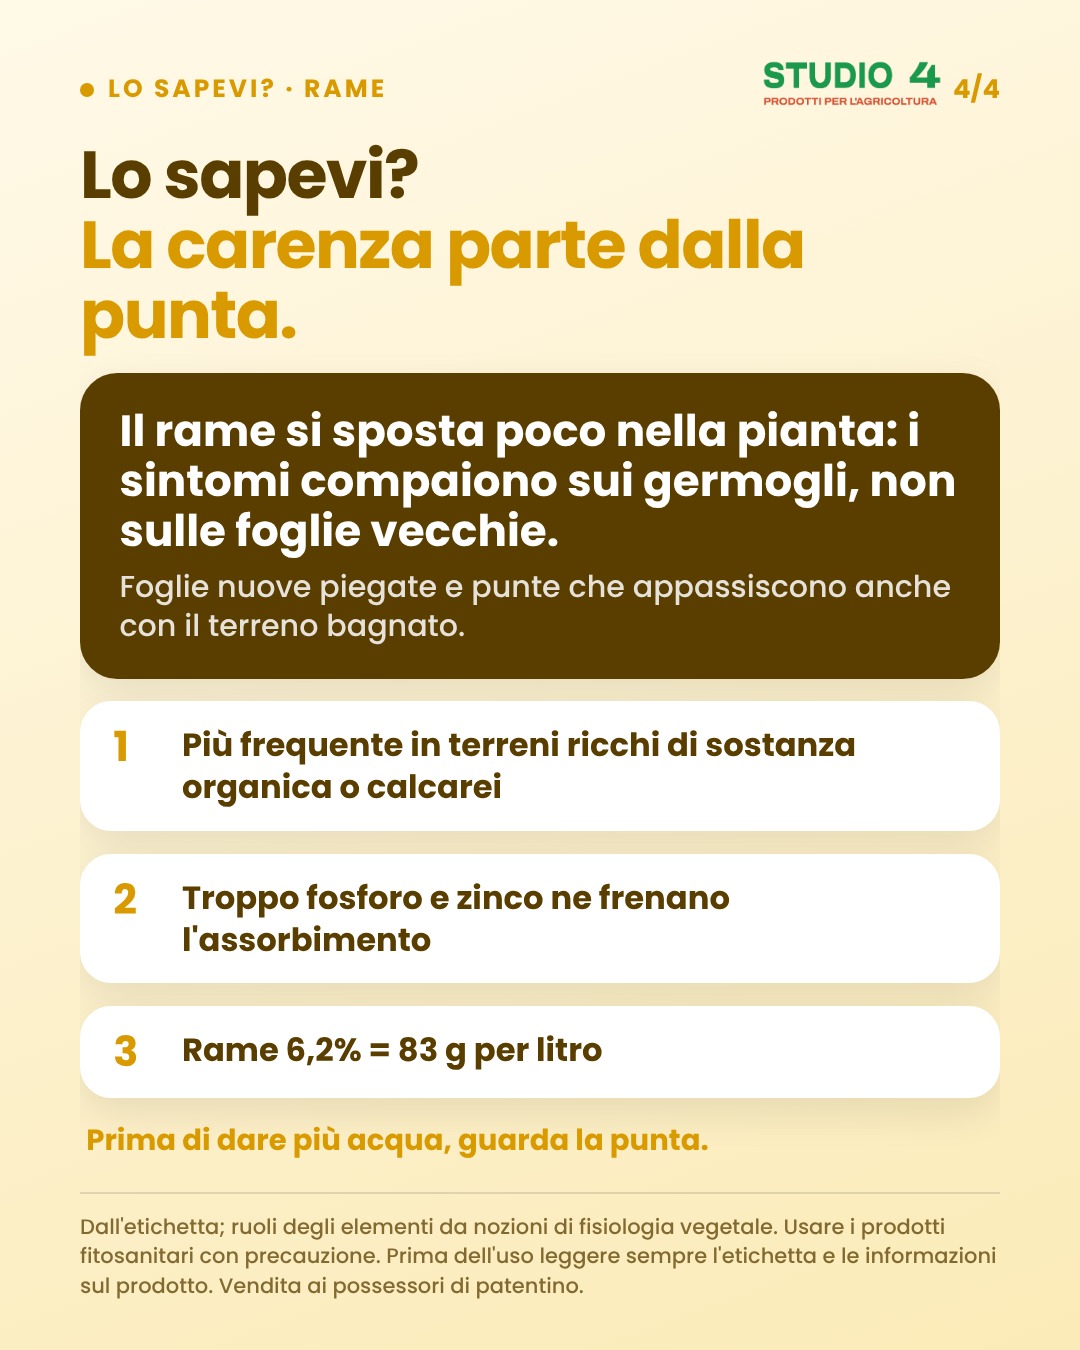 LO SAPEVI? · RAME
STUDIO 4
PRODOTTI PER L'AGRICOLTURA
4/4
Lo sapevi?
La carenza parte dalla
punta.
Il rame si sposta poco nella pianta: i
sintomi compaiono sui germogli, non
sulle foglie vecchie.
Foglie nuove piegate e punte che appassiscono anche
con il terreno bagnato.
1
Più frequente in terreni ricchi di sostanza
organica o calcarei
2
Troppo fosforo e zinco ne frenano
l'assorbimento
3
Rame 6,2% = 83 g per litro
Prima di dare più acqua, guarda la punta.
Dall'etichetta; ruoli degli elementi da nozioni di fisiologia vegetale. Usare i prodotti
fitosanitari con precauzione. Prima dell'uso leggere sempre l'etichetta e le informazioni
sul prodotto. Vendita ai possessori di patentino.